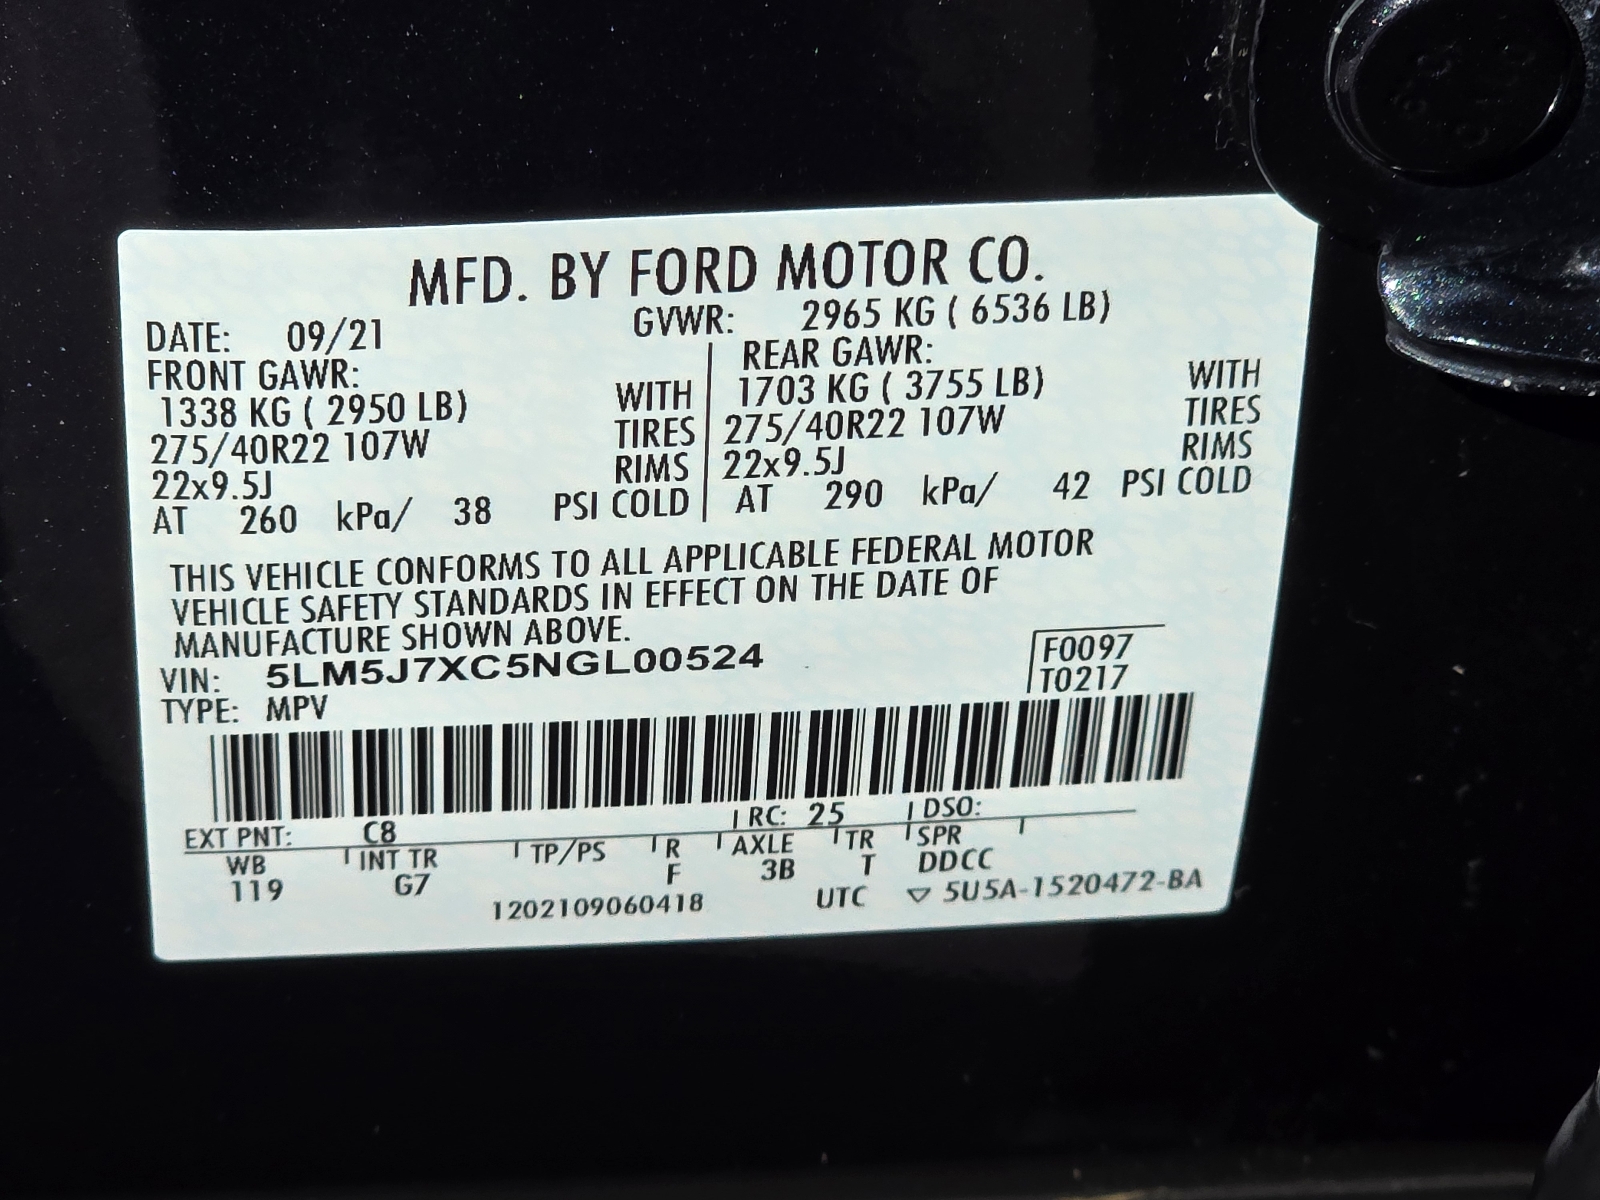 MFD. BY FORD MOTOR CO.
DATE: 09/21 GVWR: 2965 KG ( 6536 LB)
FRONT GAWR: REAR GAWR:
1338 KG ( 2950 LB) WITH 1703 KG ( 3755 LB) WITH
275/40R22 107W TIRES 275/40R22 107W TIRES
22x9.5J RIMS 22x9.5J RIMS
AT 260 kPa/ 38 PSI COLD AT 290 kPa/ 42 PSI COLD
THIS VEHICLE CONFORMS TO ALL APPLICABLE FEDERAL MOTOR
VEHICLE SAFETY STANDARDS IN EFFECT ON THE DATE OF
MANUFACTURE SHOWN ABOVE.
VIN: 5LM5J7XC5NGL00524 F0097
TYPE: MPV T0217
EXT PNT: C8 RC: 25 DSO:
WB INT TR TP/PS R AXLE TR SPR
119 G7 F 3B T DDCC
1202109060418 UTC ▽ 5U5A-1520472-BA